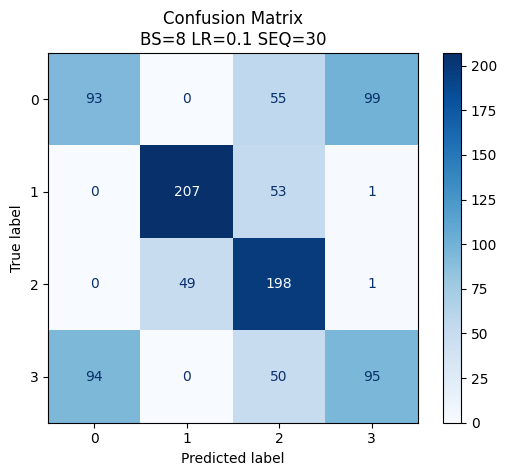 Confusion Matrix
BS=8 LR=0.1 SEQ=30
True label
0 93 0 55 99
1 0 207 53 1
2 0 49 198 1
3 94 0 50 95
0 1 2 3
Predicted label
200
175
150
125
100
75
50
25
0